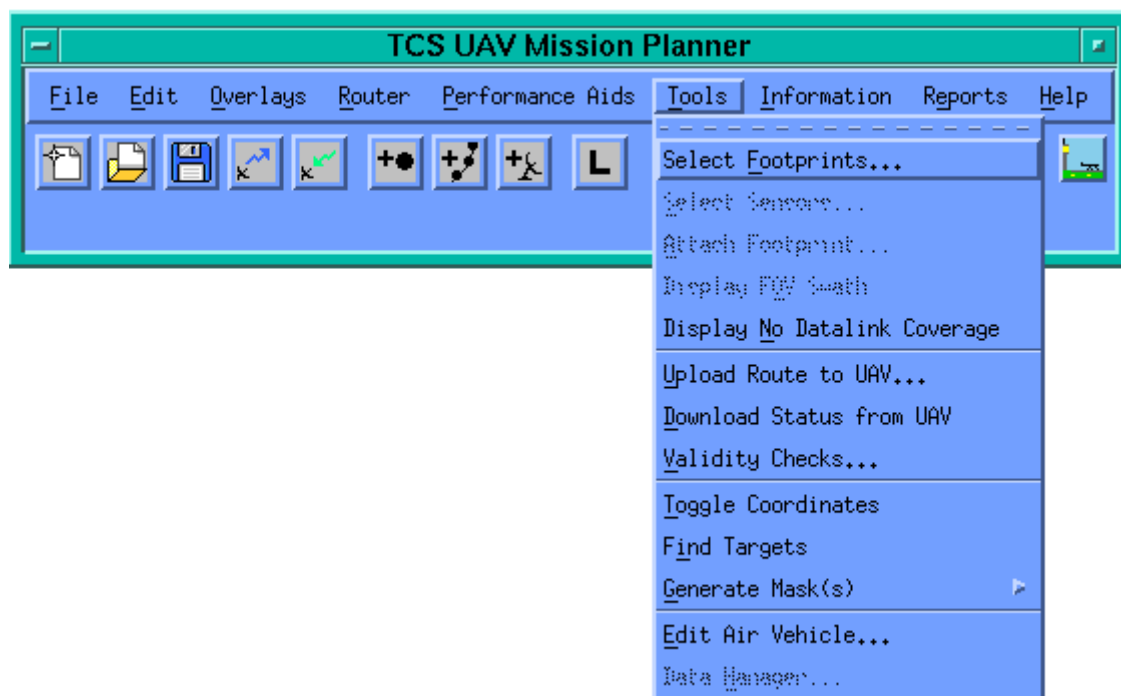 TCS UAV Mission Planner
File Edit Overlays Router Performance Aids Tools Information Reports Help
L
Select Footprints...
Select Sensors...
Attach Footprint...
Display FOV Swath
Display No Datalink Coverage
Upload Route to UAV...
Download Status from UAV
Validity Checks...
Toggle Coordinates
Find Targets
Generate Mask(s)
Edit Air Vehicle...
Data Manager...